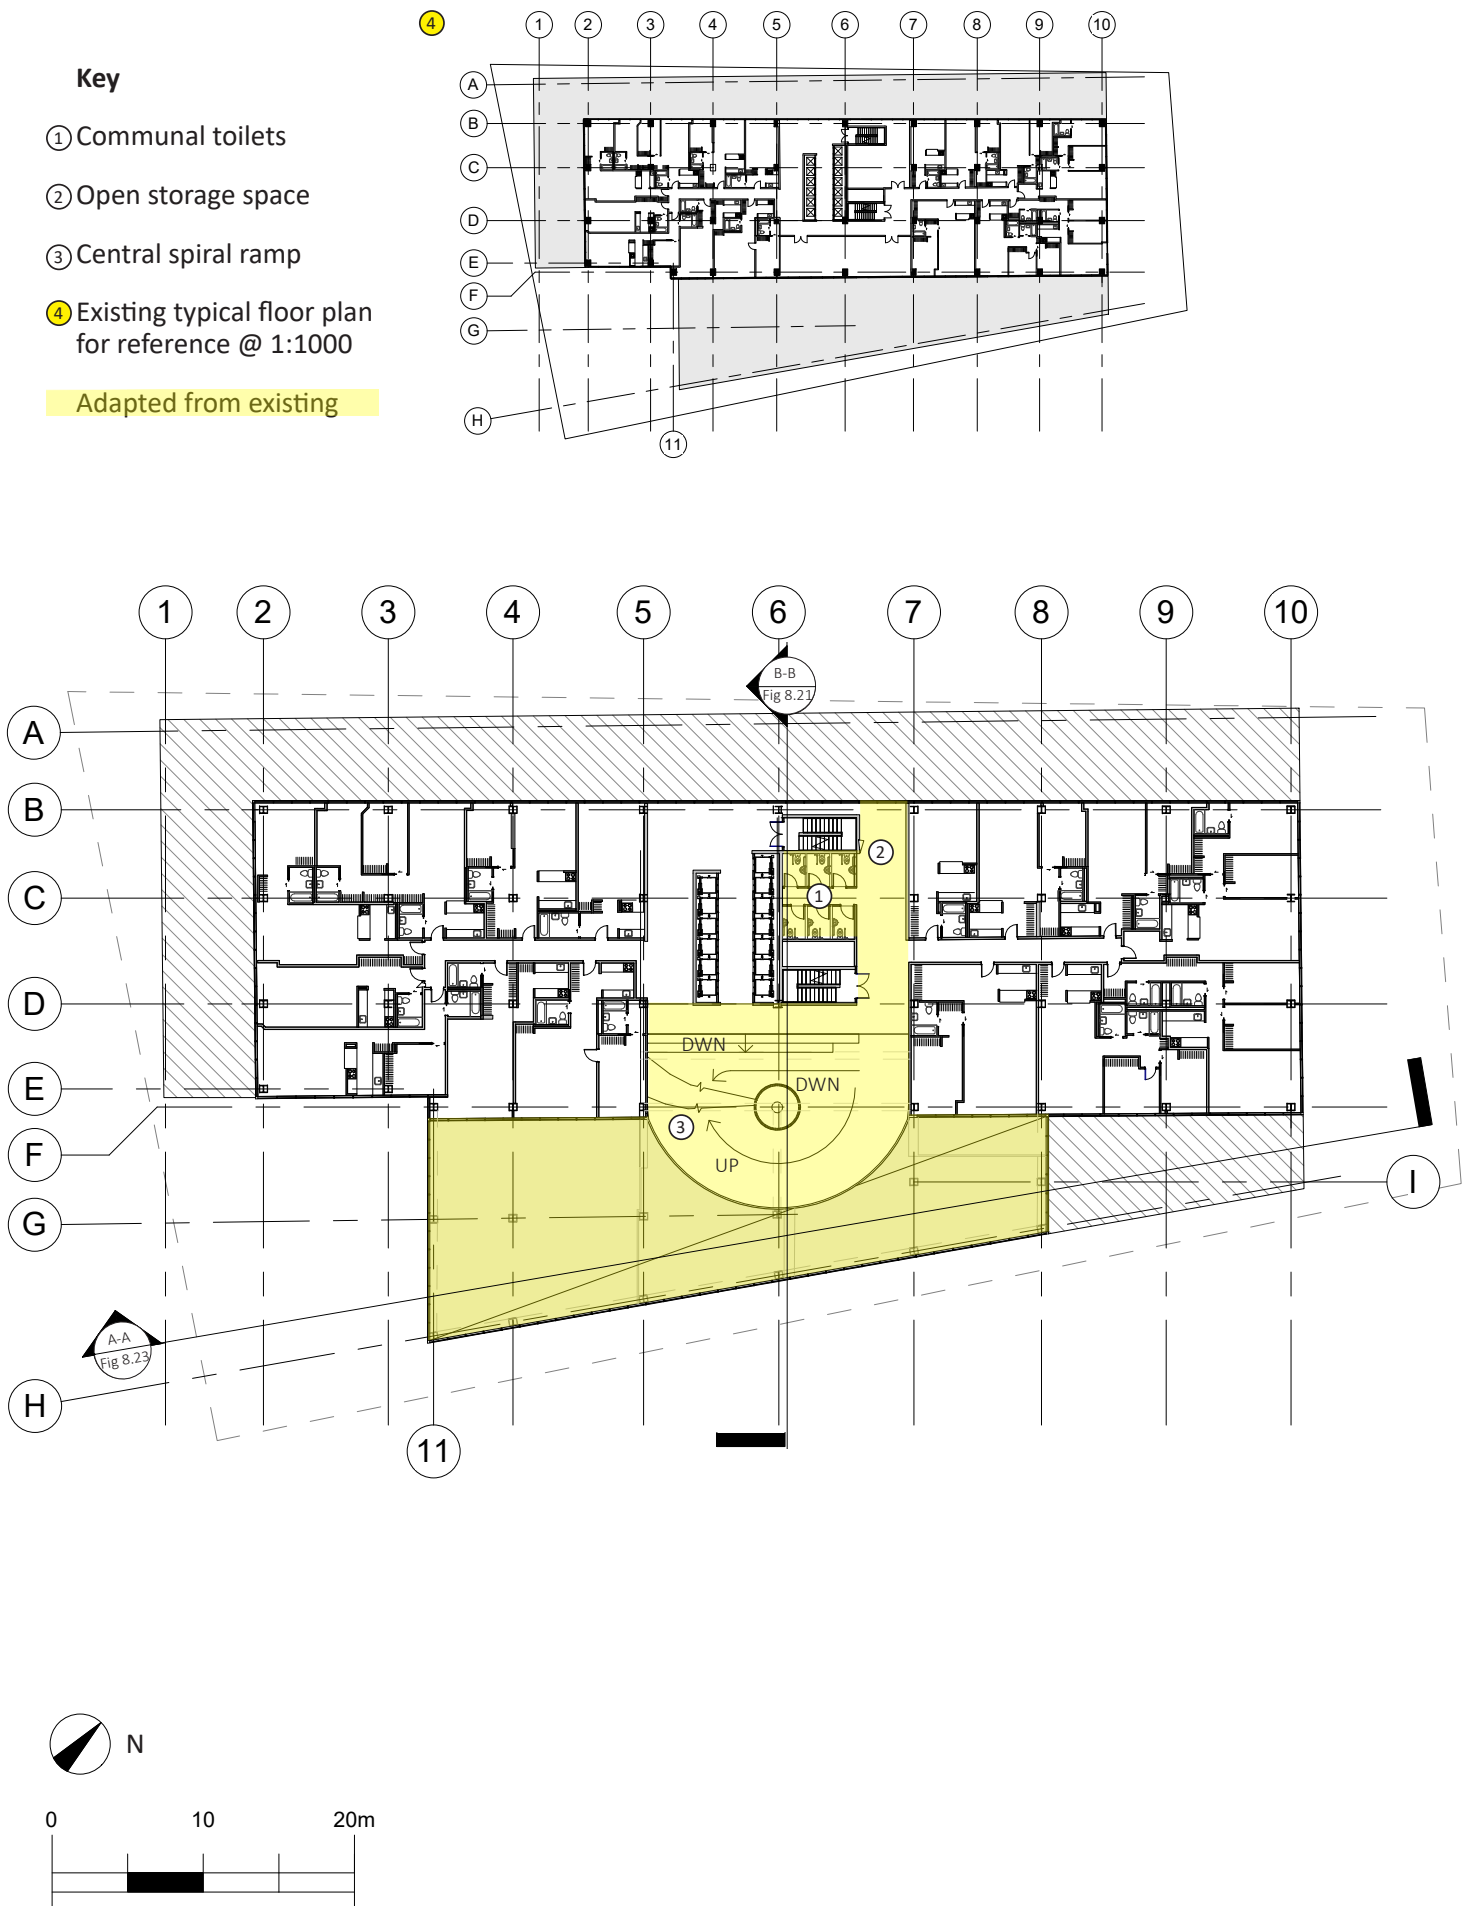 4
1 2 3 4 5 6 7 8 9 10
Key
A
B
1 Communal toilets
C
2 Open storage space
D
3 Central spiral ramp
E
F
4 Existing typical floor plan
for reference @ 1:1000
G
Adapted from existing
H
11
1 2 3 4 5 6 7 8 9 10
B-B
Fig 8.21
A
B
2
C
1
D
DWN
E
DWN
3
F
UP
I
G
A-A
Fig 8.23
H
11
N
0 10 20m